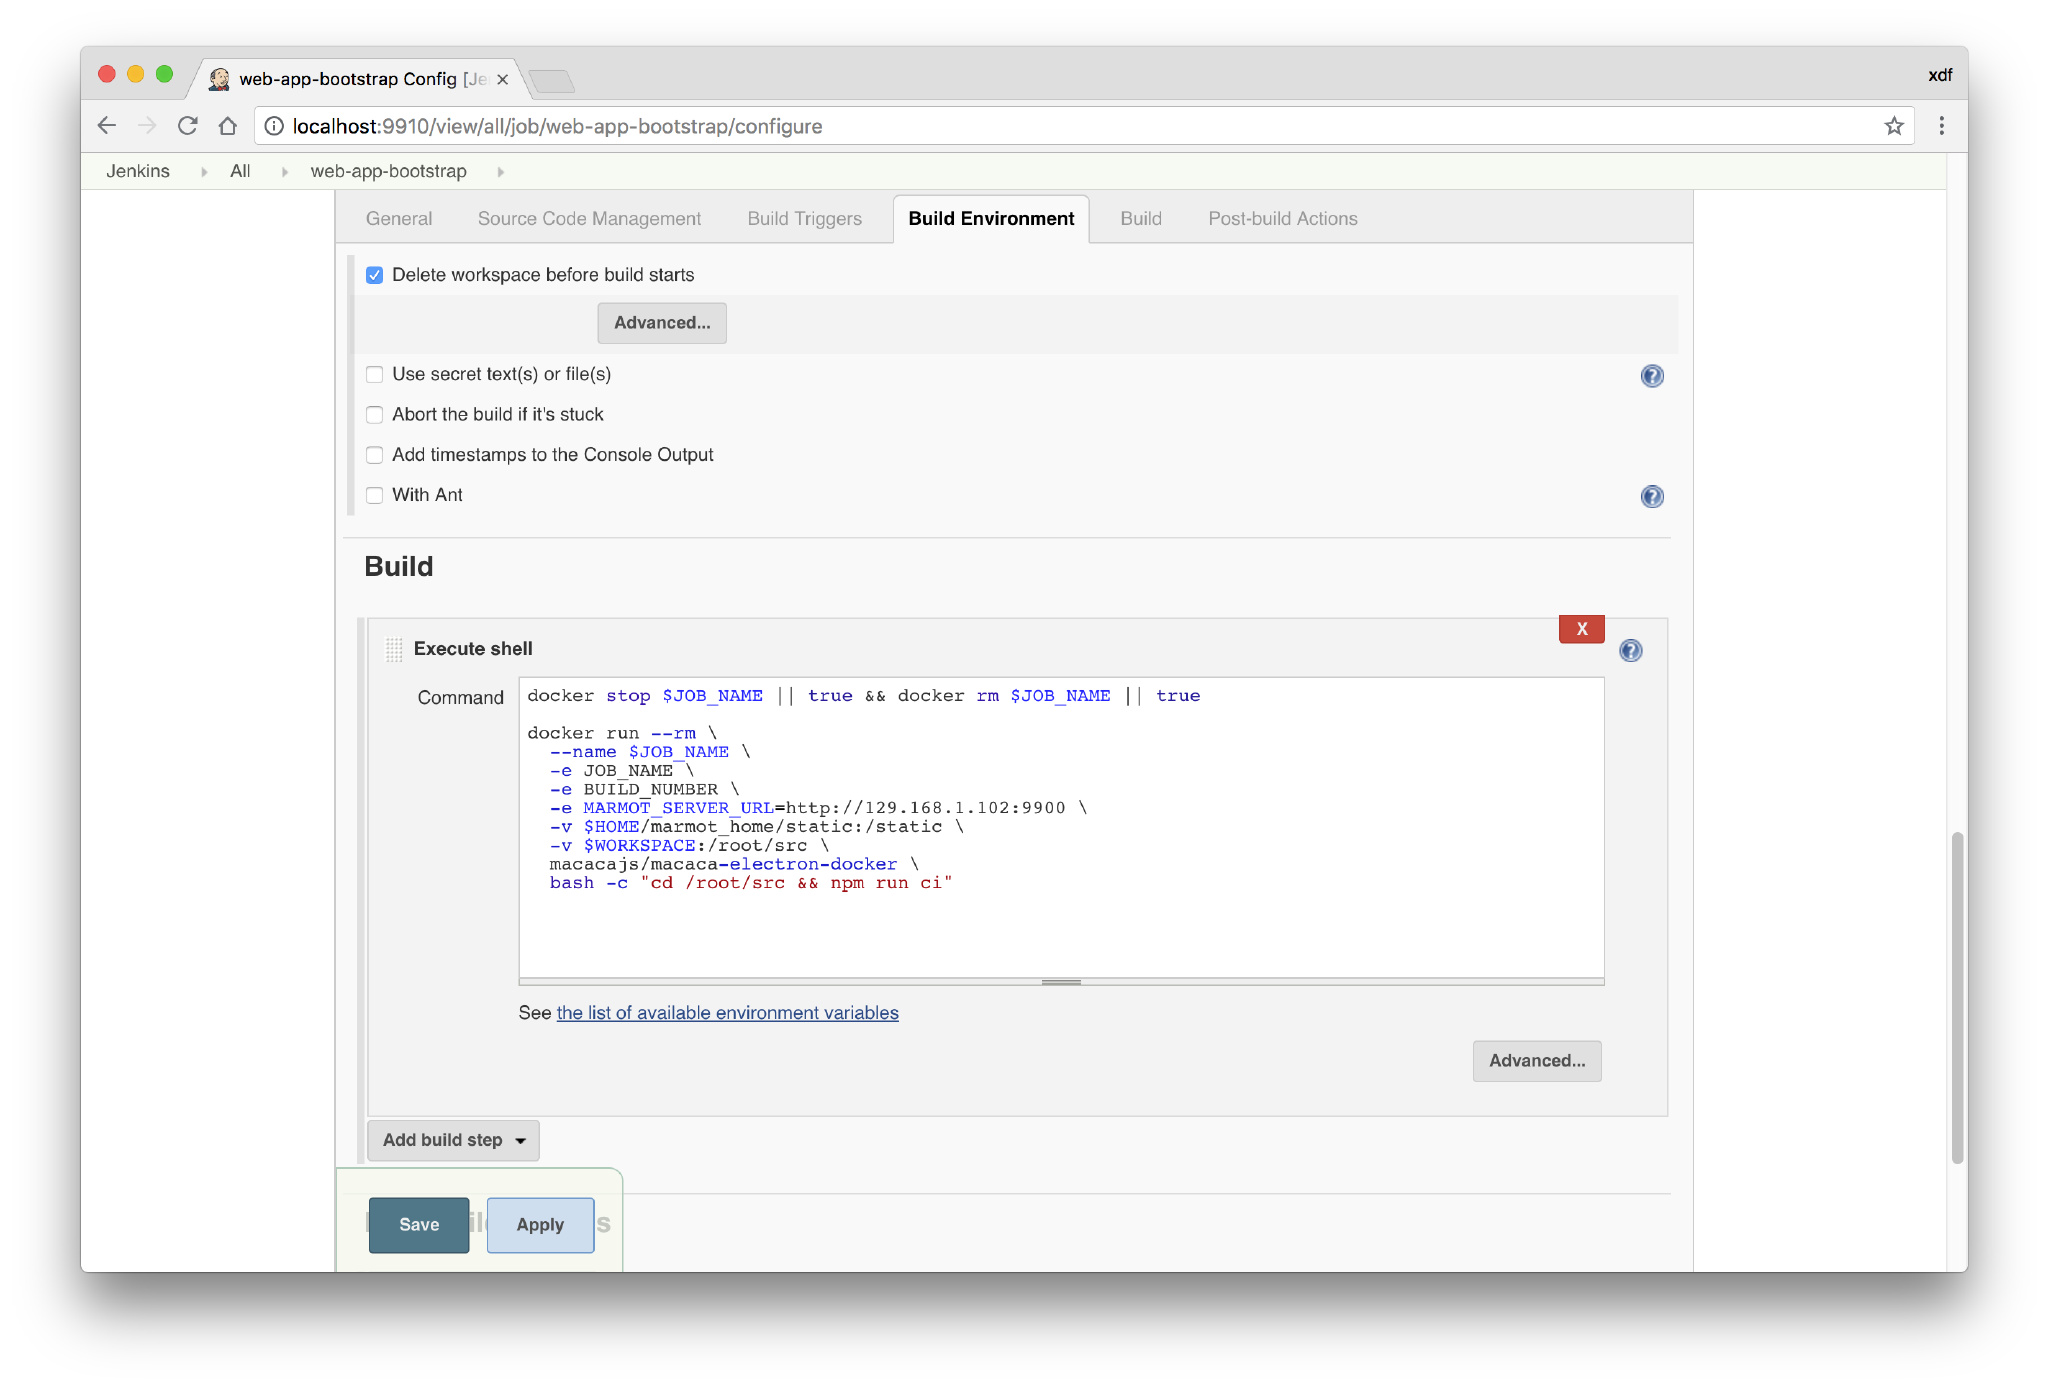 web-app-bootstrap Config [Je
xdf
localhost:9910/view/all/job/web-app-bootstrap/configure
Jenkins All web-app-bootstrap
General Source Code Management Build Triggers Build Environment Build Post-build Actions
Delete workspace before build starts
Advanced...
Use secret text(s) or file(s)
Abort the build if it's stuck
Add timestamps to the Console Output
With Ant
Build
X
Execute shell
Command
docker stop $JOB_NAME || true && docker rm $JOB_NAME || true
docker run --rm \
--name $JOB_NAME \
-e JOB_NAME \
-e BUILD_NUMBER \
-e MARMOT_SERVER_URL=http://129.168.1.102:9900 \
-v $HOME/marmot_home/static:/static \
-v $WORKSPACE:/root/src \
macacajs/macaca-electron-docker \
bash -c "cd /root/src && npm run ci"
See the list of available environment variables
Advanced...
Add build step
Save Apply